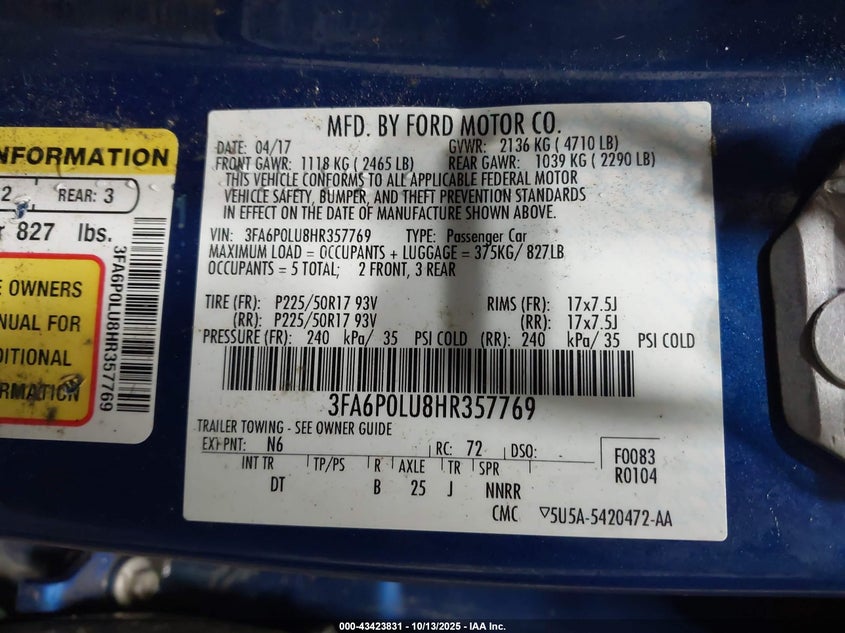 NFORMATION
2
REAR: 3
827 lbs.
E OWNERS
NUAL FOR
DITIONAL
RMATION
3FA6P0LU8HR357769
MFD. BY FORD MOTOR CO.
DATE: 04/17 GVWR: 2136 KG ( 4710 LB)
FRONT GAWR: 1118 KG ( 2465 LB) REAR GAWR: 1039 KG ( 2290 LB)
THIS VEHICLE CONFORMS TO ALL APPLICABLE FEDERAL MOTOR
VEHICLE SAFETY, BUMPER, AND THEFT PREVENTION STANDARDS
IN EFFECT ON THE DATE OF MANUFACTURE SHOWN ABOVE.
VIN: 3FA6P0LU8HR357769 TYPE: Passenger Car
MAXIMUM LOAD = OCCUPANTS + LUGGAGE = 375KG/ 827LB
OCCUPANTS = 5 TOTAL; 2 FRONT, 3 REAR
TIRE (FR): P225/50R17 93V RIMS (FR): 17x7.5J
(RR): P225/50R17 93V (RR): 17x7.5J
PRESSURE (FR): 240 kPa/ 35 PSI COLD (RR): 240 kPa/ 35 PSI COLD
3FA6P0LU8HR357769
TRAILER TOWING - SEE OWNER GUIDE
EXT PNT: N6 RC: 72 DSO:
F0083
R0104
INT TR TP/PS R AXLE TR SPR
DT B 25 J NNRR
CMC ▽5U5A-5420472-AA
000-43423831 - 10/13/2025 - IAA Inc.